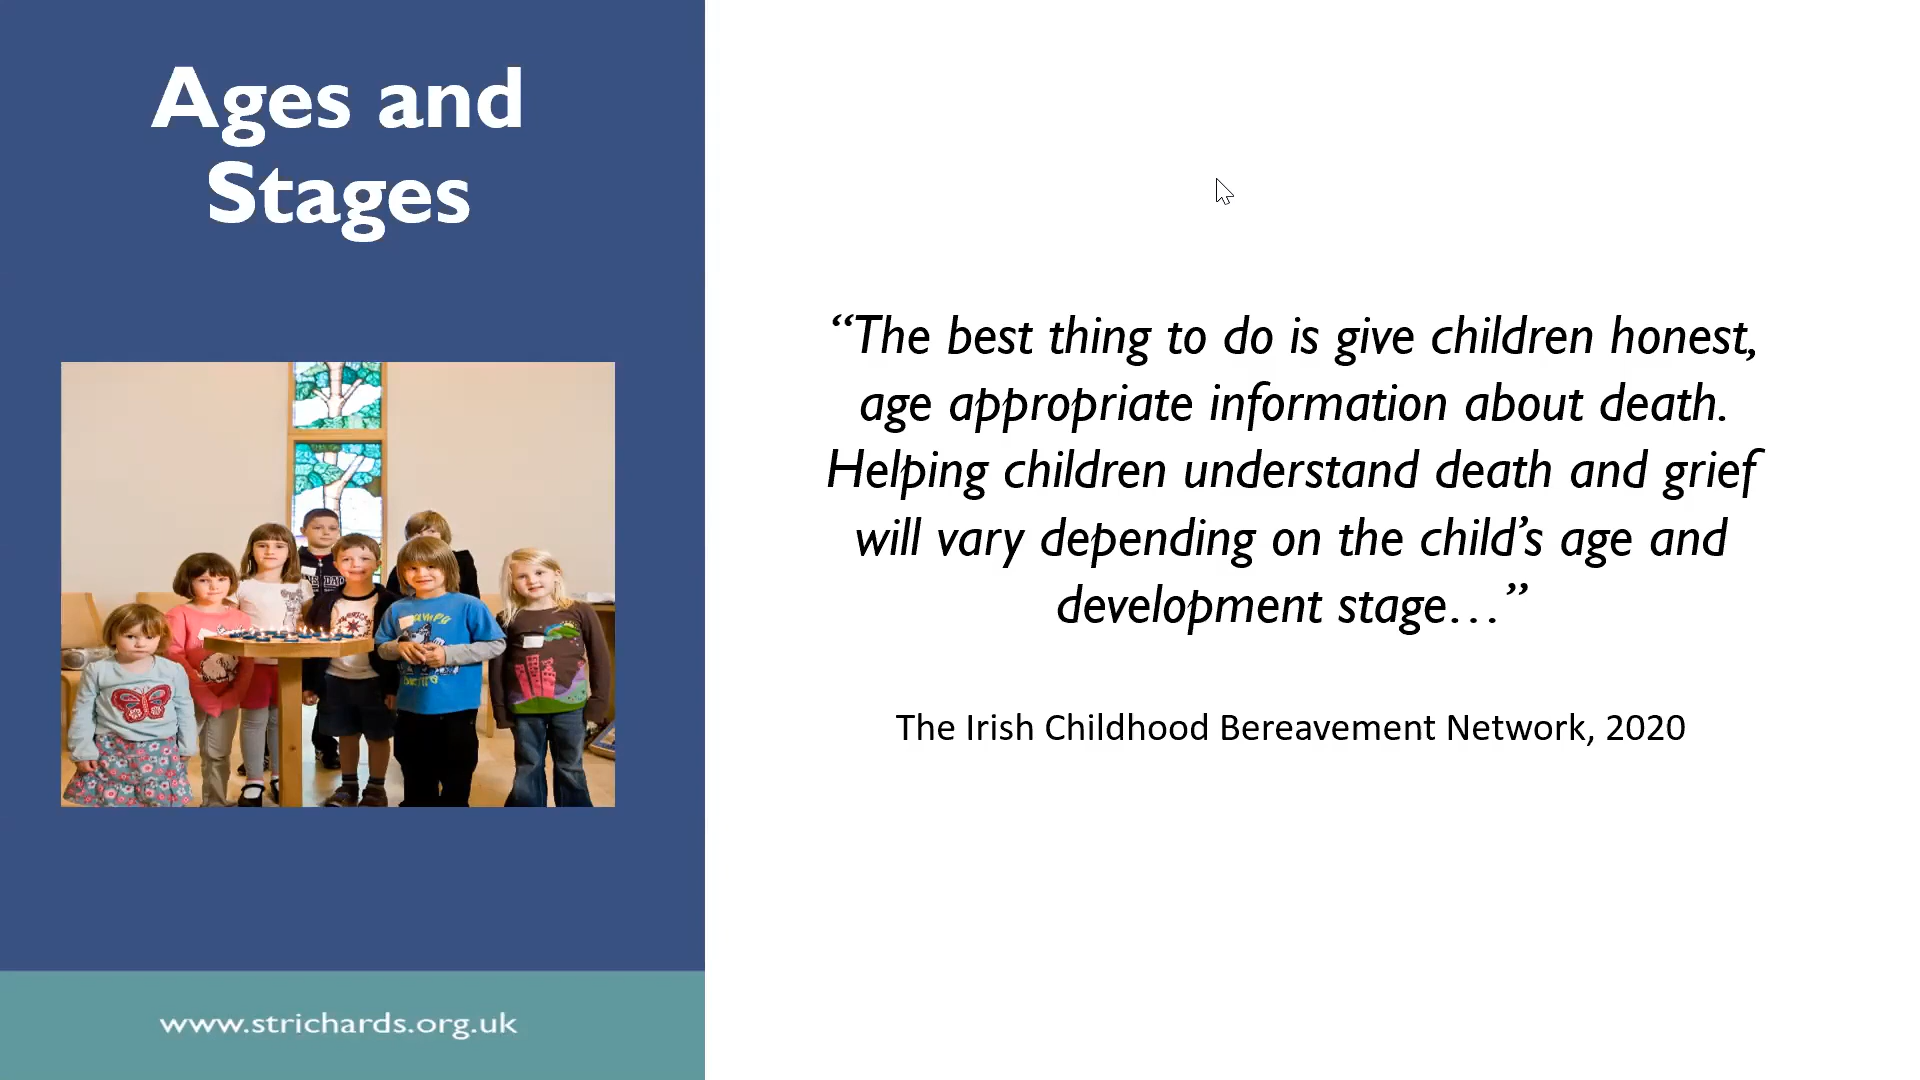 Ages and
Stages
“The best thing to do is give children honest,
age appropriate information about death.
Helping children understand death and grief
will vary depending on the child’s age and
development stage…”
The Irish Childhood Bereavement Network, 2020
www.strichards.org.uk